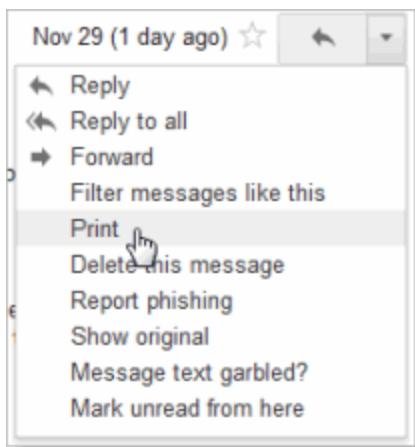 Nov 29 (1 day ago)
Reply
Reply to all
Forward
Filter messages like this
Print
Delete this message
Report phishing
Show original
Message text garbled?
Mark unread from here